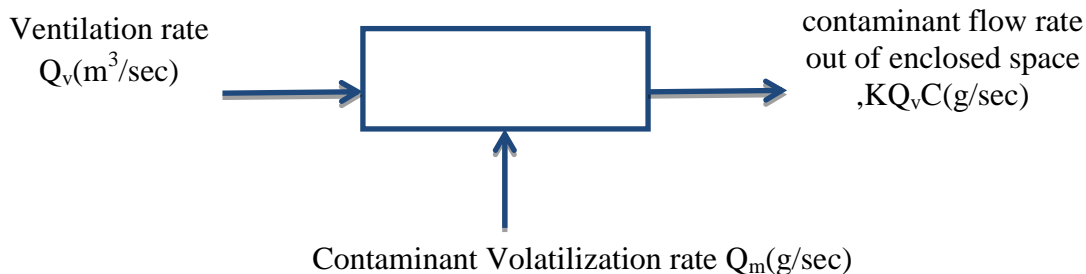 Ventilation rate
Qᵥ(m³/sec)
contaminant flow rate
out of enclosed space
,KQᵥC(g/sec)
Contaminant Volatilization rate Qₘ(g/sec)